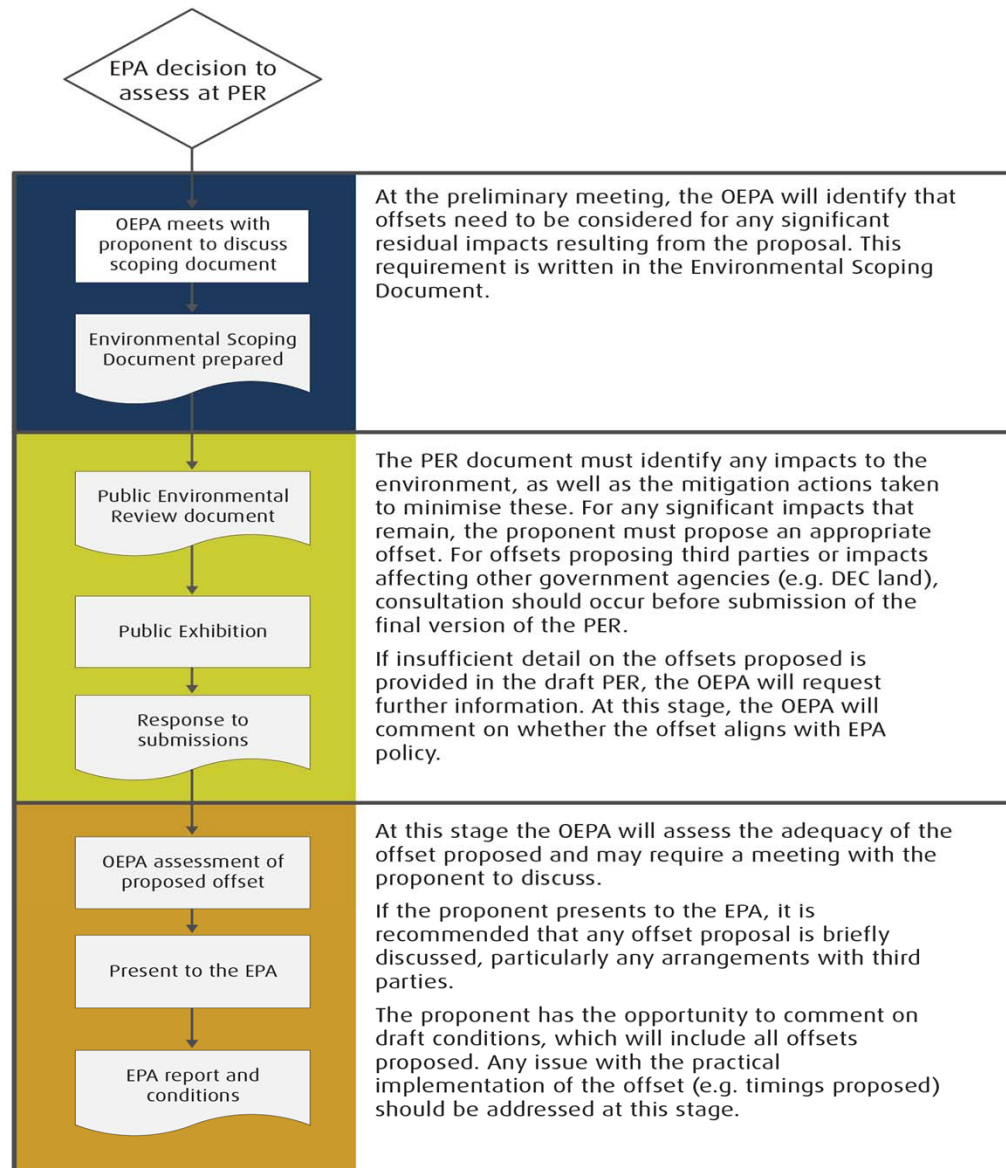 EPA decision to
assess at PER
OEPA meets with
proponent to discuss
scoping document
Environmental Scoping
Document prepared
At the preliminary meeting, the OEPA will identify that
offsets need to be considered for any significant
residual impacts resulting from the proposal. This
requirement is written in the Environmental Scoping
Document.
Public Environmental
Review document
Public Exhibition
Response to
submissions
The PER document must identify any impacts to the
environment, as well as the mitigation actions taken
to minimise these. For any significant impacts that
remain, the proponent must propose an appropriate
offset. For offsets proposing third parties or impacts
affecting other government agencies (e.g. DEC land),
consultation should occur before submission of the
final version of the PER.
If insufficient detail on the offsets proposed is
provided in the draft PER, the OEPA will request
further information. At this stage, the OEPA will
comment on whether the offset aligns with EPA
policy.
OEPA assessment of
proposed offset
Present to the EPA
EPA report and
conditions
At this stage the OEPA will assess the adequacy of the
offset proposed and may require a meeting with the
proponent to discuss.
If the proponent presents to the EPA, it is
recommended that any offset proposal is briefly
discussed, particularly any arrangements with third
parties.
The proponent has the opportunity to comment on
draft conditions, which will include all offsets
proposed. Any issue with the practical
implementation of the offset (e.g. timings proposed)
should be addressed at this stage.